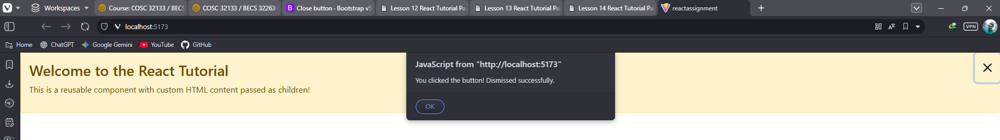 Workspaces
Course: COSC 32133 / BECS
COSC 32133 / BECS 32263
Close button · Bootstrap v5
Lesson 12 React Tutorial Pa
Lesson 13 React Tutorial Pa
Lesson 14 React Tutorial Pa
reactassignment
localhost:5173
VPN
Home
ChatGPT
Google Gemini
YouTube
GitHub
Welcome to the React Tutorial
This is a reusable component with custom HTML content passed as children!
JavaScript from “http://localhost:5173”
You clicked the button! Dismissed successfully.
OK